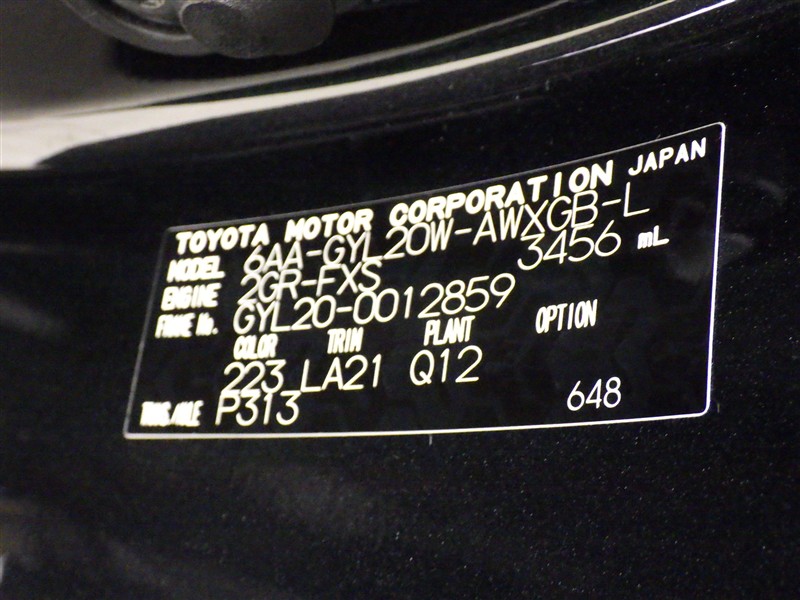 TOYOTA MOTOR CORPORATION JAPAN
MODEL 6AA-GYL20W-AWXGB-L
ENGINE 2GR-FXS 3456 mL
FRAME No. GYL20-0012859
COLOR TRIM PLANT OPTION
223 LA21 Q12
TRANS.AXLE P313 648